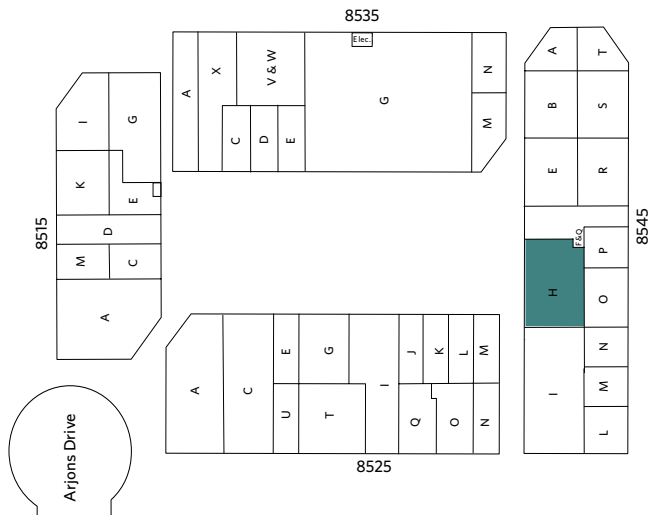 8535
Elec.
A
X
V & W
C
D
E
G
N
M
8515
I
G
K
E
D
M
C
A
8545
A
T
B
S
E
R
F&Q
P
H
O
N
I
M
L
8525
A
C
E
G
I
J
K
L
M
U
T
Q
O
N
Arjons Drive